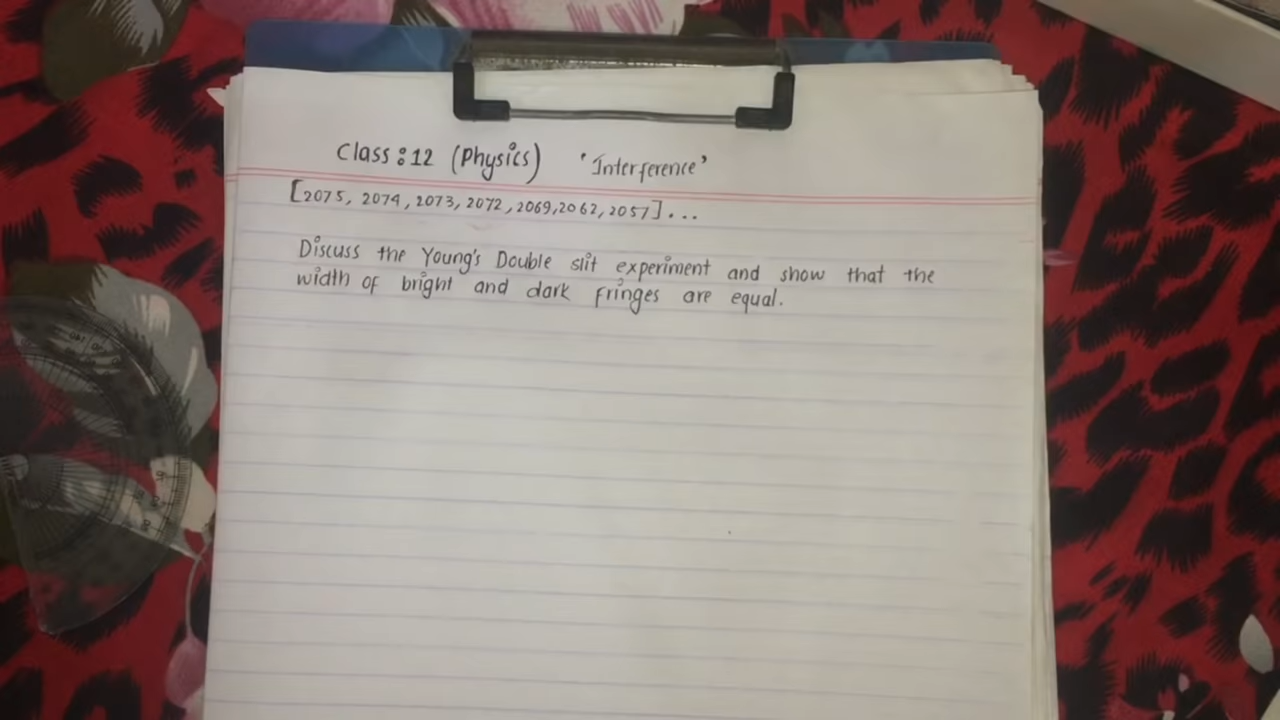 Class : 12 (Physics) 'Interference'
[2075, 2074, 2073, 2072, 2069, 2062, 2057] ...
Discuss the Young's Double slit experiment and show that the
width of bright and dark fringes are equal.